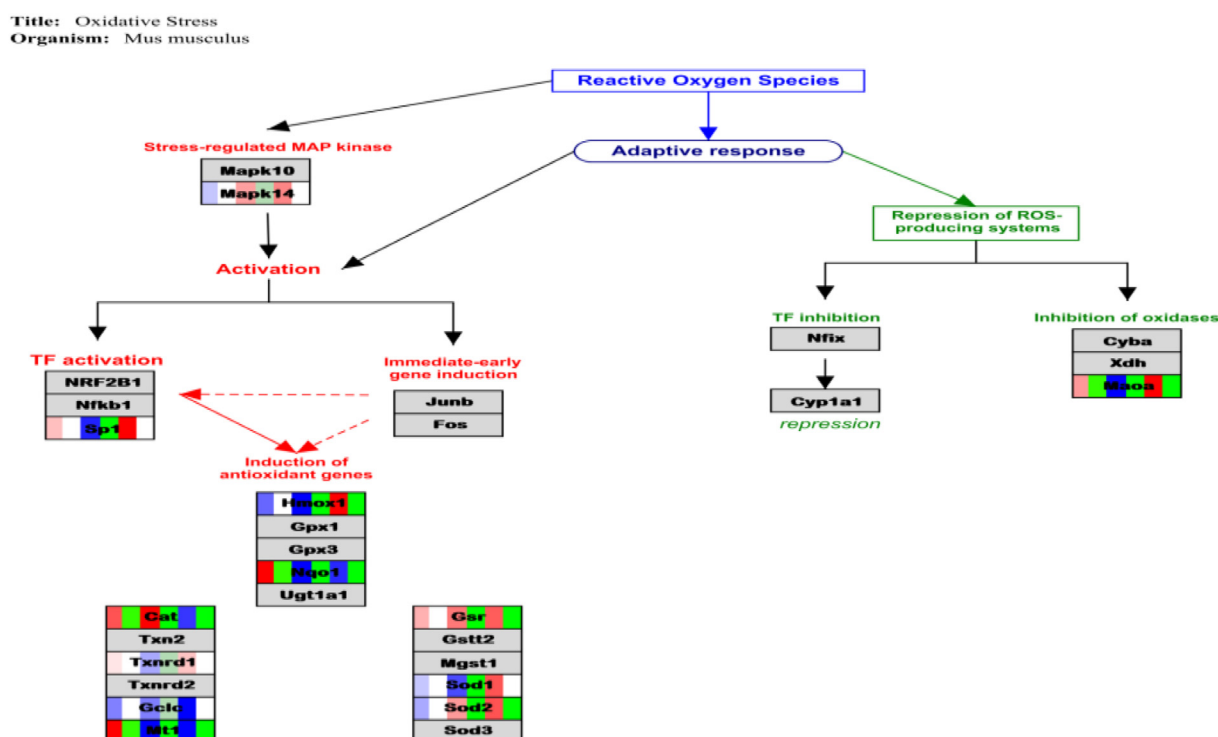 Title: Oxidative Stress
Organism: Mus musculus
Reactive Oxygen Species
Stress-regulated MAP kinase
Mapk10
Mapk14
Adaptive response
Activation
Repression of ROS-
producing systems
TF activation
NRF2B1
Nfkb1
Sp1
Immediate-early
gene induction
Junb
Fos
TF inhibition
Nfix
Cyp1a1
repression
Inhibition of oxidases
Cyba
Xdh
Maoa
Induction of
antioxidant genes
Hmox1
Gpx1
Gpx3
Nqo1
Ugt1a1
Cat
Txn2
Txnrd1
Txnrd2
Gclc
Mt1
Gsr
Gstt2
Mgst1
Sod1
Sod2
Sod3